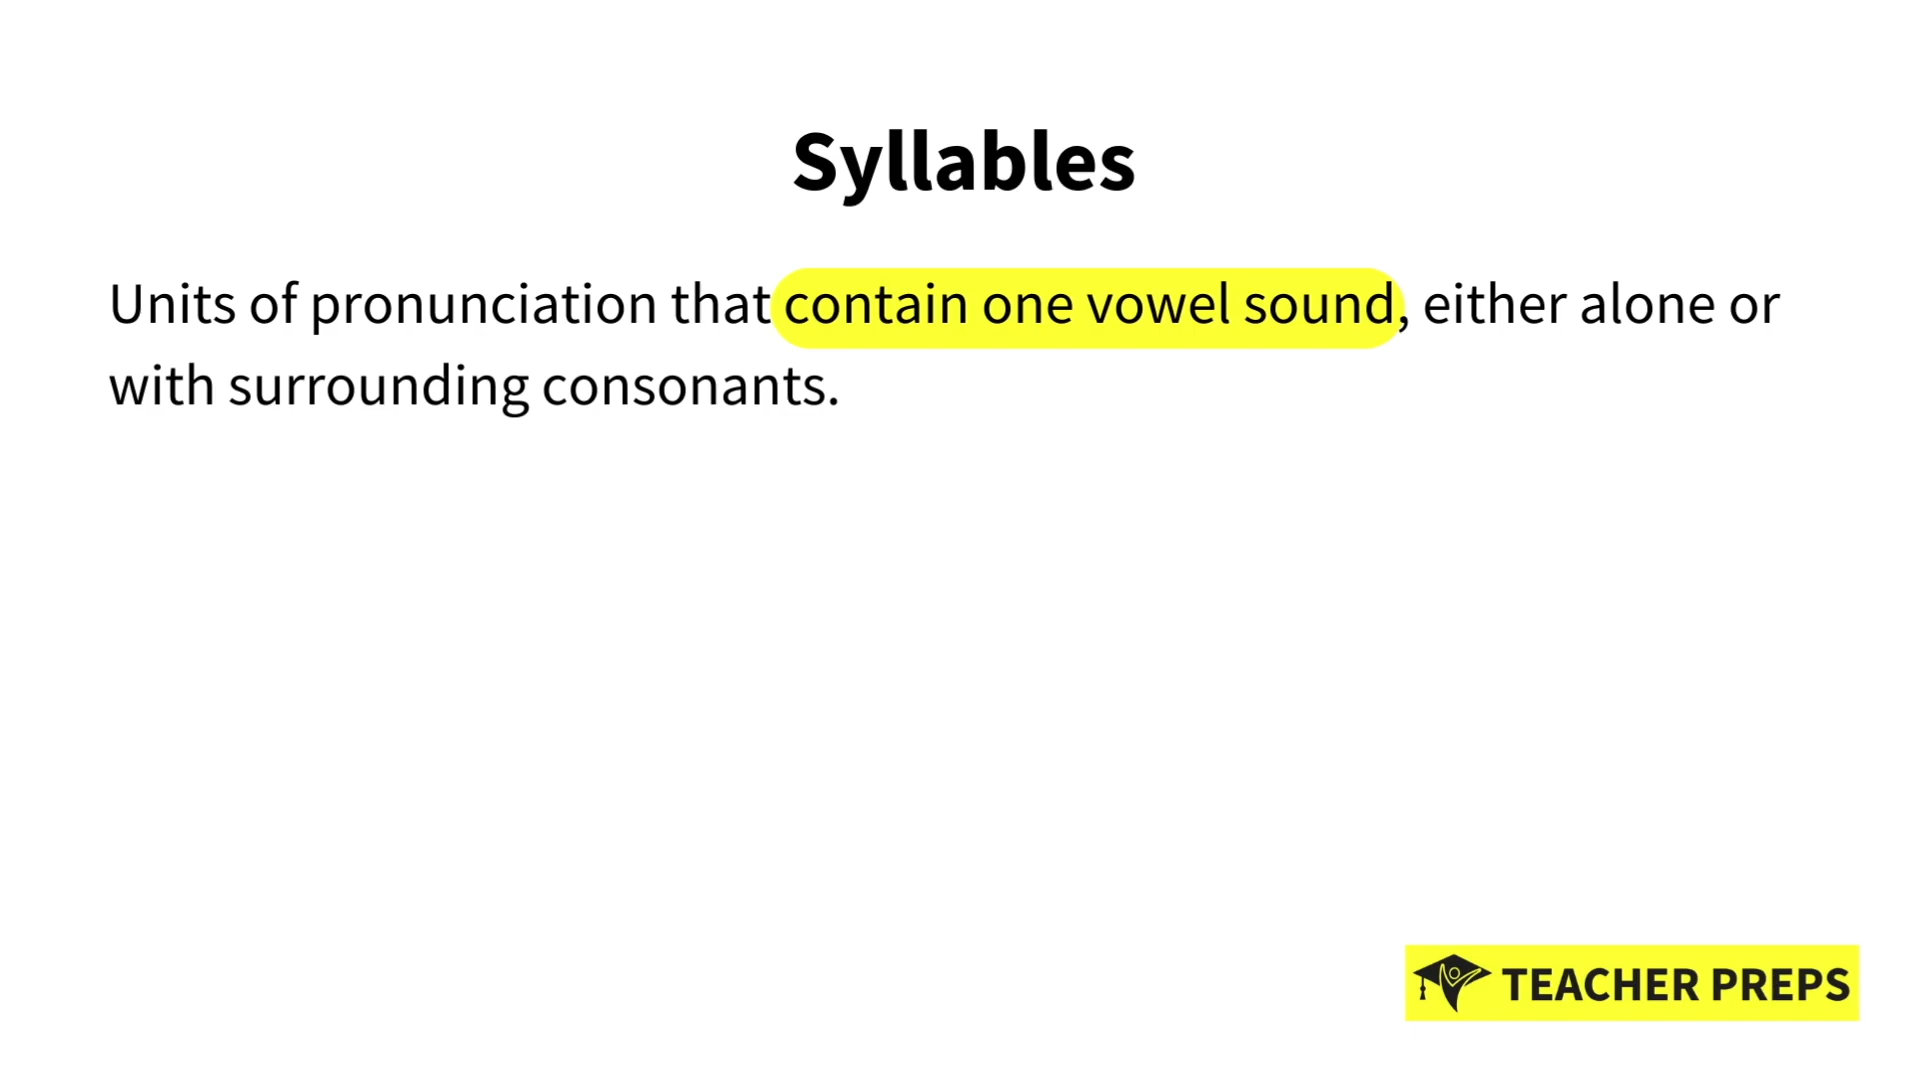 Syllables
Units of pronunciation that contain one vowel sound, either alone or
with surrounding consonants.
TEACHER PREPS